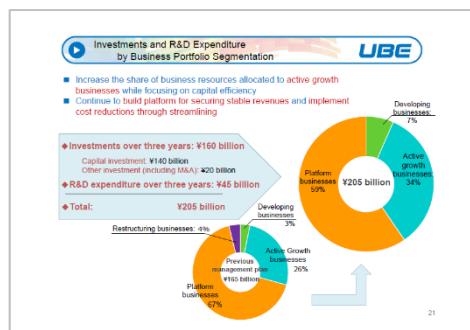 Investments and R&D Expenditure
by Business Portfolio Segmentation
UBE
Increase the share of business resources allocated to active growth
businesses while focusing on capital efficiency
Continue to build platform for securing stable revenues and implement
cost reductions through streamlining
Investments over three years: ¥160 billion
Capital investment: ¥140 billion
Other investment (including M&A): ¥20 billion
R&D expenditure over three years: ¥45 billion
Total: ¥205 billion
Developing
businesses:
7%
Active
growth
businesses:
34%
Platform
businesses
59%
¥205 billion
Restructuring businesses: 4%
Developing
businesses
3%
Active Growth
businesses
26%
Previous
management plan
¥165 billion
Platform
businesses
67%
21